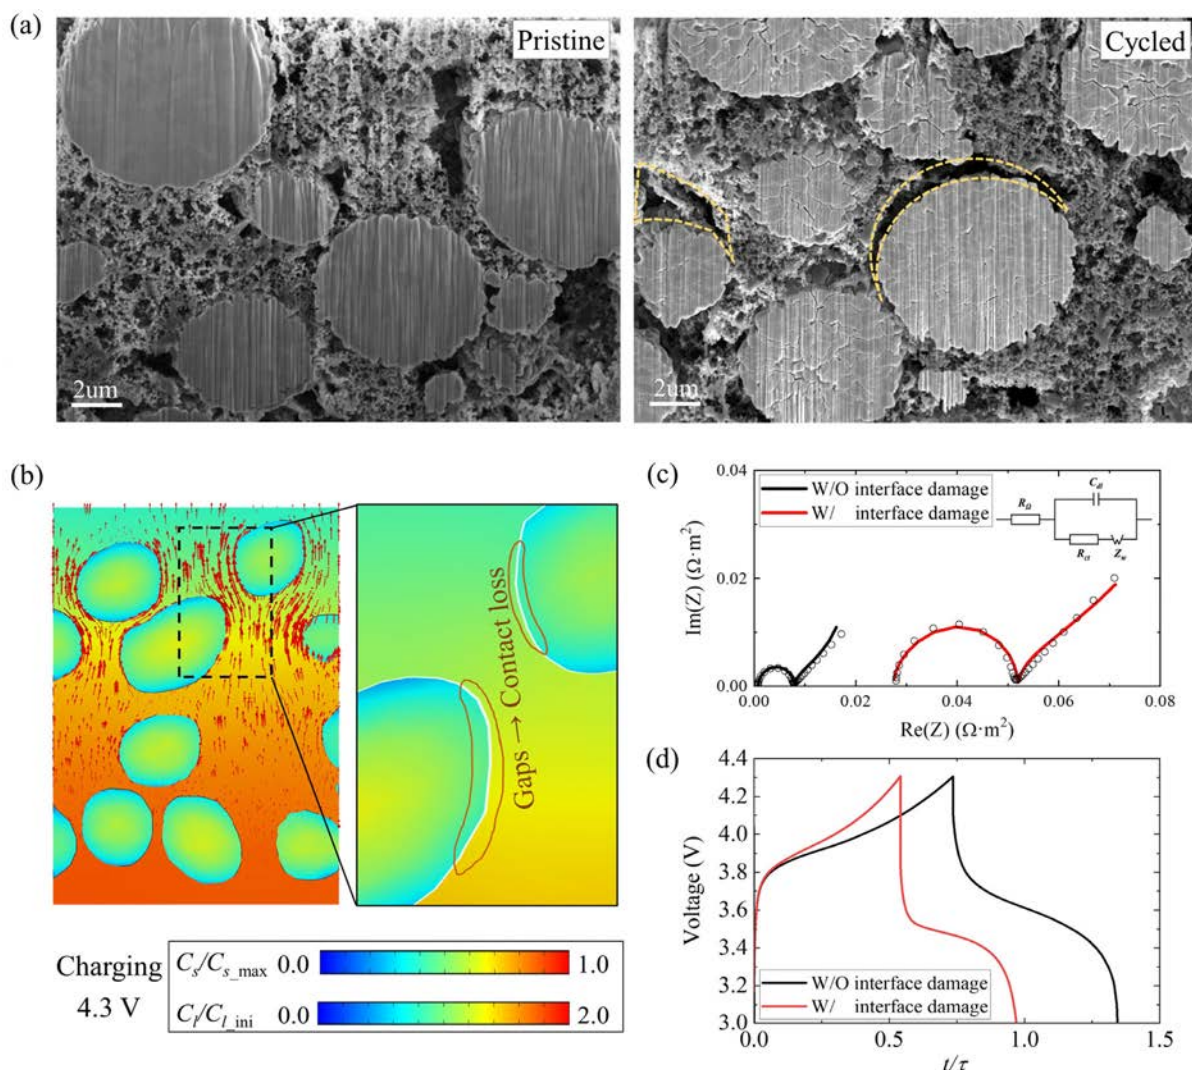 (a)
Pristine
Cycled
2um
2um
(b)
Gaps → Contact loss
Charging
4.3 V
C_s/C_s_max 0.0 1.0
C_l/C_l_ini 0.0 2.0
(c)
W/O interface damage
W/ interface damage
R_Ω
C_dl
R_ct
Z_w
Im(Z) (Ω·m²)
0.04
0.02
0.00
0.00 0.02 0.04 0.06 0.08
Re(Z) (Ω·m²)
(d)
Voltage (V)
4.4
4.2
4.0
3.8
3.6
3.4
3.2
3.0
W/O interface damage
W/ interface damage
0.0 0.5 1.0 1.5
t/τ